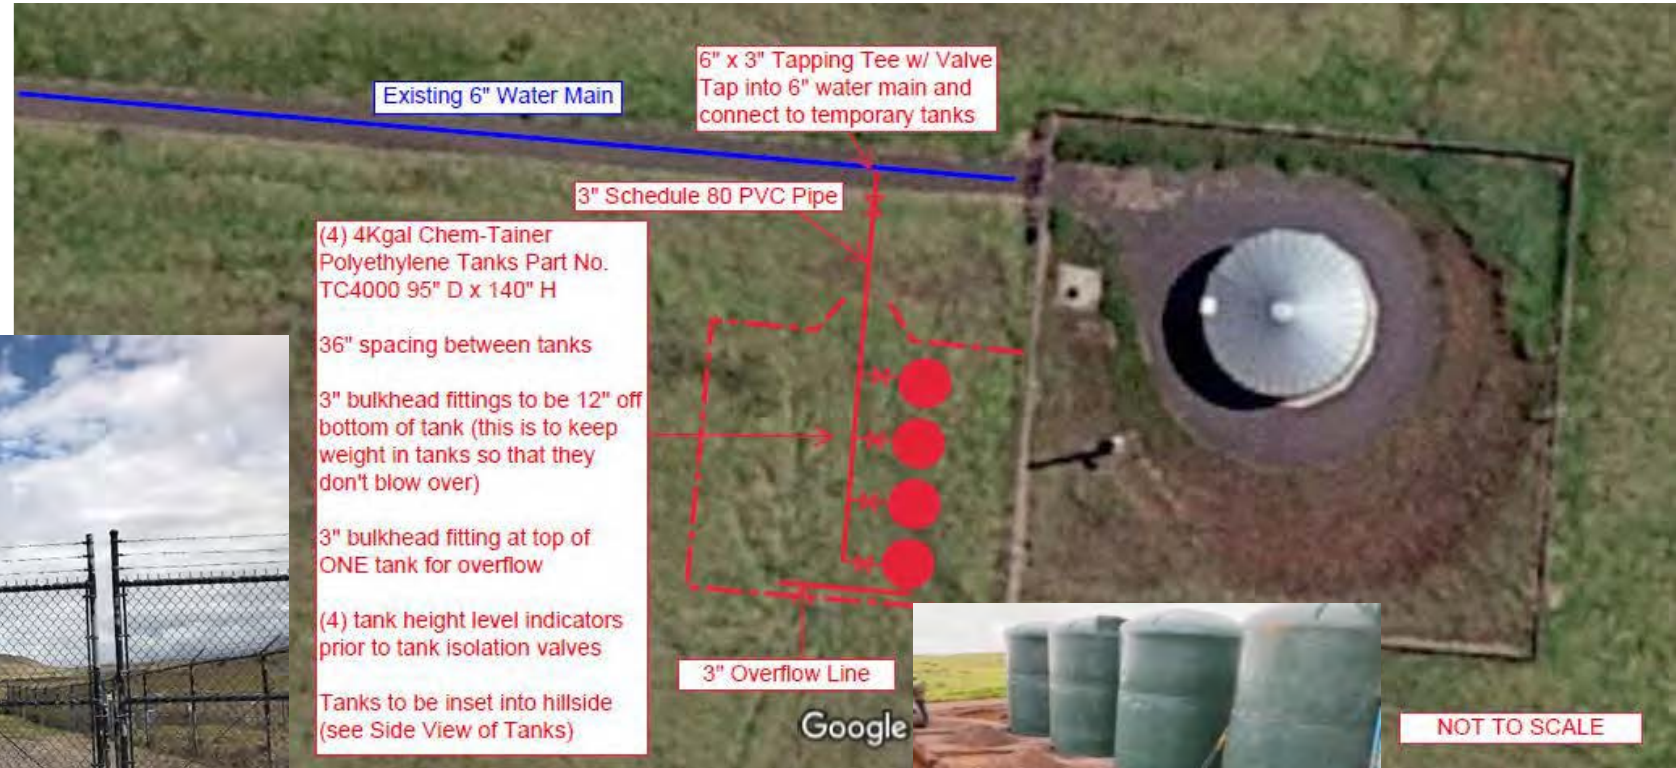 Existing 6" Water Main
6" x 3" Tapping Tee w/ Valve
Tap into 6" water main and
connect to temporary tanks
3" Schedule 80 PVC Pipe
(4) 4Kgal Chem-Tainer
Polyethylene Tanks Part No.
TC4000 95" D x 140" H
36" spacing between tanks
3" bulkhead fittings to be 12" off
bottom of tank (this is to keep
weight in tanks so that they
don't blow over)
3" bulkhead fitting at top of
ONE tank for overflow
(4) tank height level indicators
prior to tank isolation valves
Tanks to be inset into hillside
(see Side View of Tanks)
3" Overflow Line
Google
NOT TO SCALE